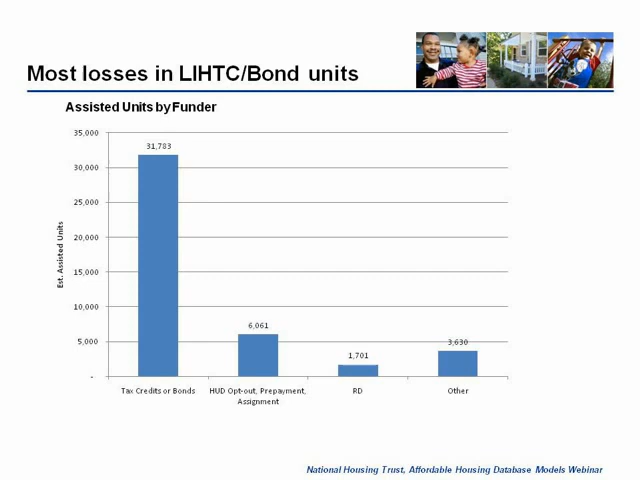 Most losses in LIHTC/Bond units
Assisted Units by Funder
35,000
30,000
25,000
20,000
15,000
10,000
5,000
-
Est. Assisted Units
31,783
6,061
1,701
3,630
Tax Credits or Bonds
HUD Opt-out, Prepayment,
Assignment
RD
Other
National Housing Trust, Affordable Housing Database Models Webinar